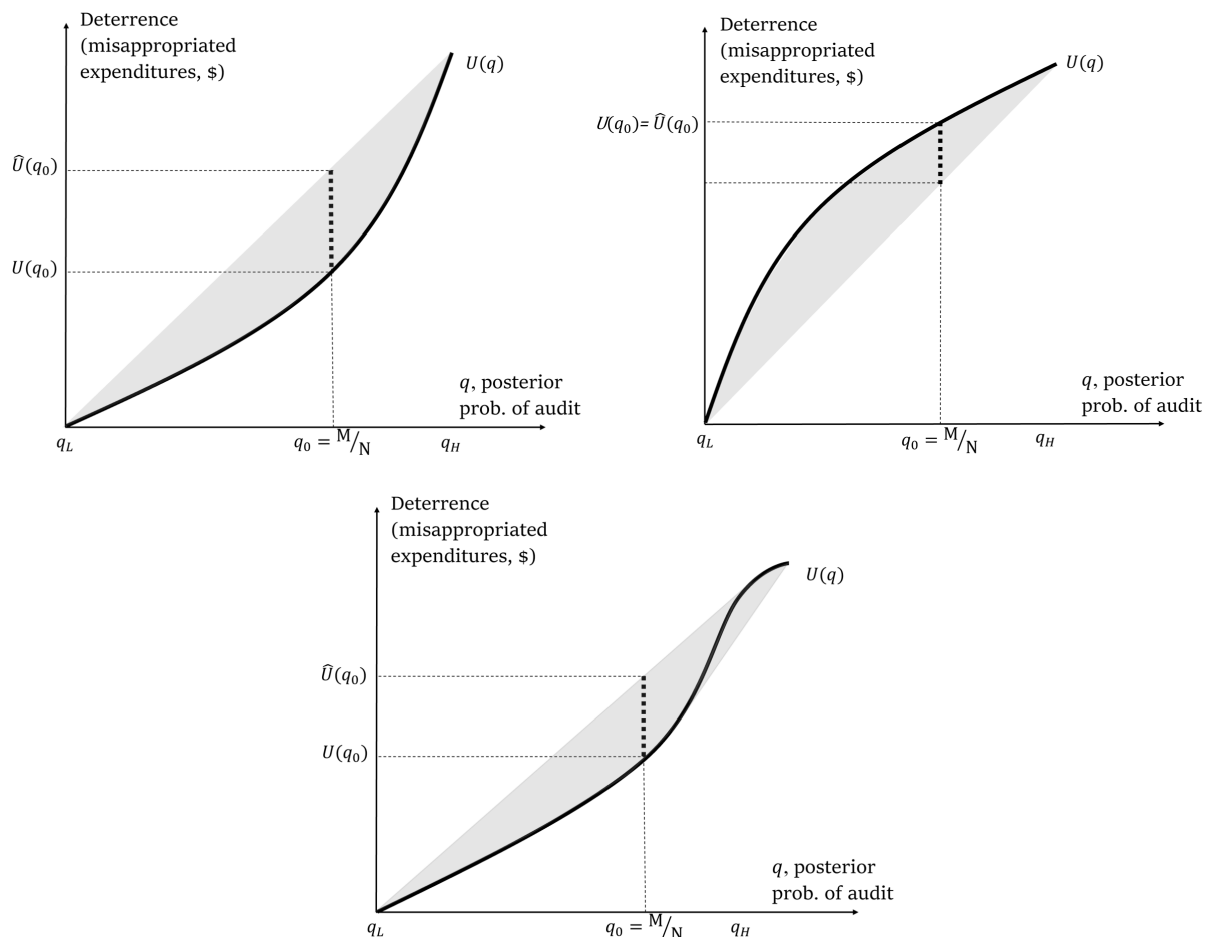 Deterrence
(misappropriated
expenditures, $)
U(q)
Û(q₀)
U(q₀)
q, posterior
prob. of audit
q_L
q₀ = M/N
q_H
Deterrence
(misappropriated
expenditures, $)
U(q)
U(q₀)= Û(q₀)
q, posterior
prob. of audit
q_L
q₀ = M/N
q_H
Deterrence
(misappropriated
expenditures, $)
U(q)
Û(q₀)
U(q₀)
q, posterior
prob. of audit
q_L
q₀ = M/N
q_H